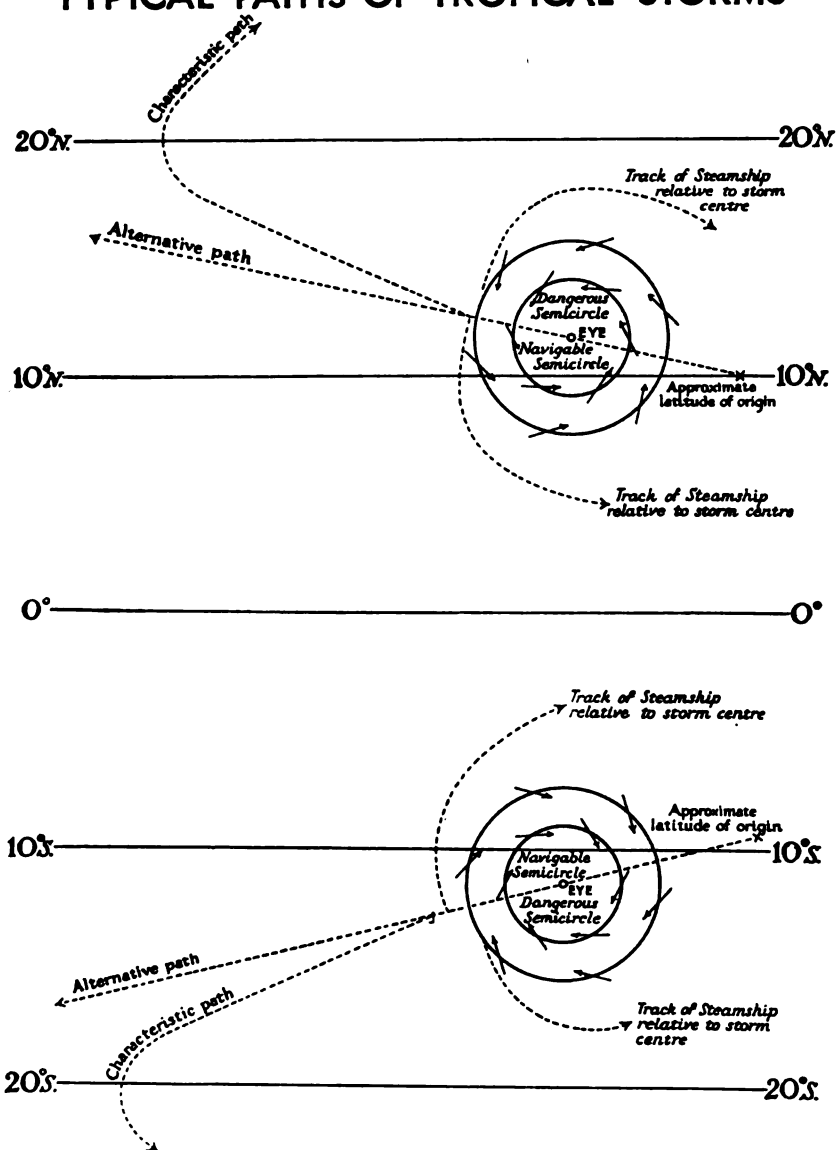 TYPICAL PATHS OF TROPICAL STORMS
Characteristic path
20°N. 20°N.
Track of Steamship
relative to storm
centre
Alternative path
Dangerous
Semicircle
EYE
Navigable
Semicircle
10°N. 10°N.
Approximate
latitude of origin
Track of Steamship
relative to storm centre
0° 0°
Track of Steamship
relative to storm centre
Approximate
latitude of origin
10°S. 10°S.
Navigable
Semicircle
EYE
Dangerous
Semicircle
Alternative path
Characteristic path
Track of Steamship
relative to storm
centre
20°S. 20°S.